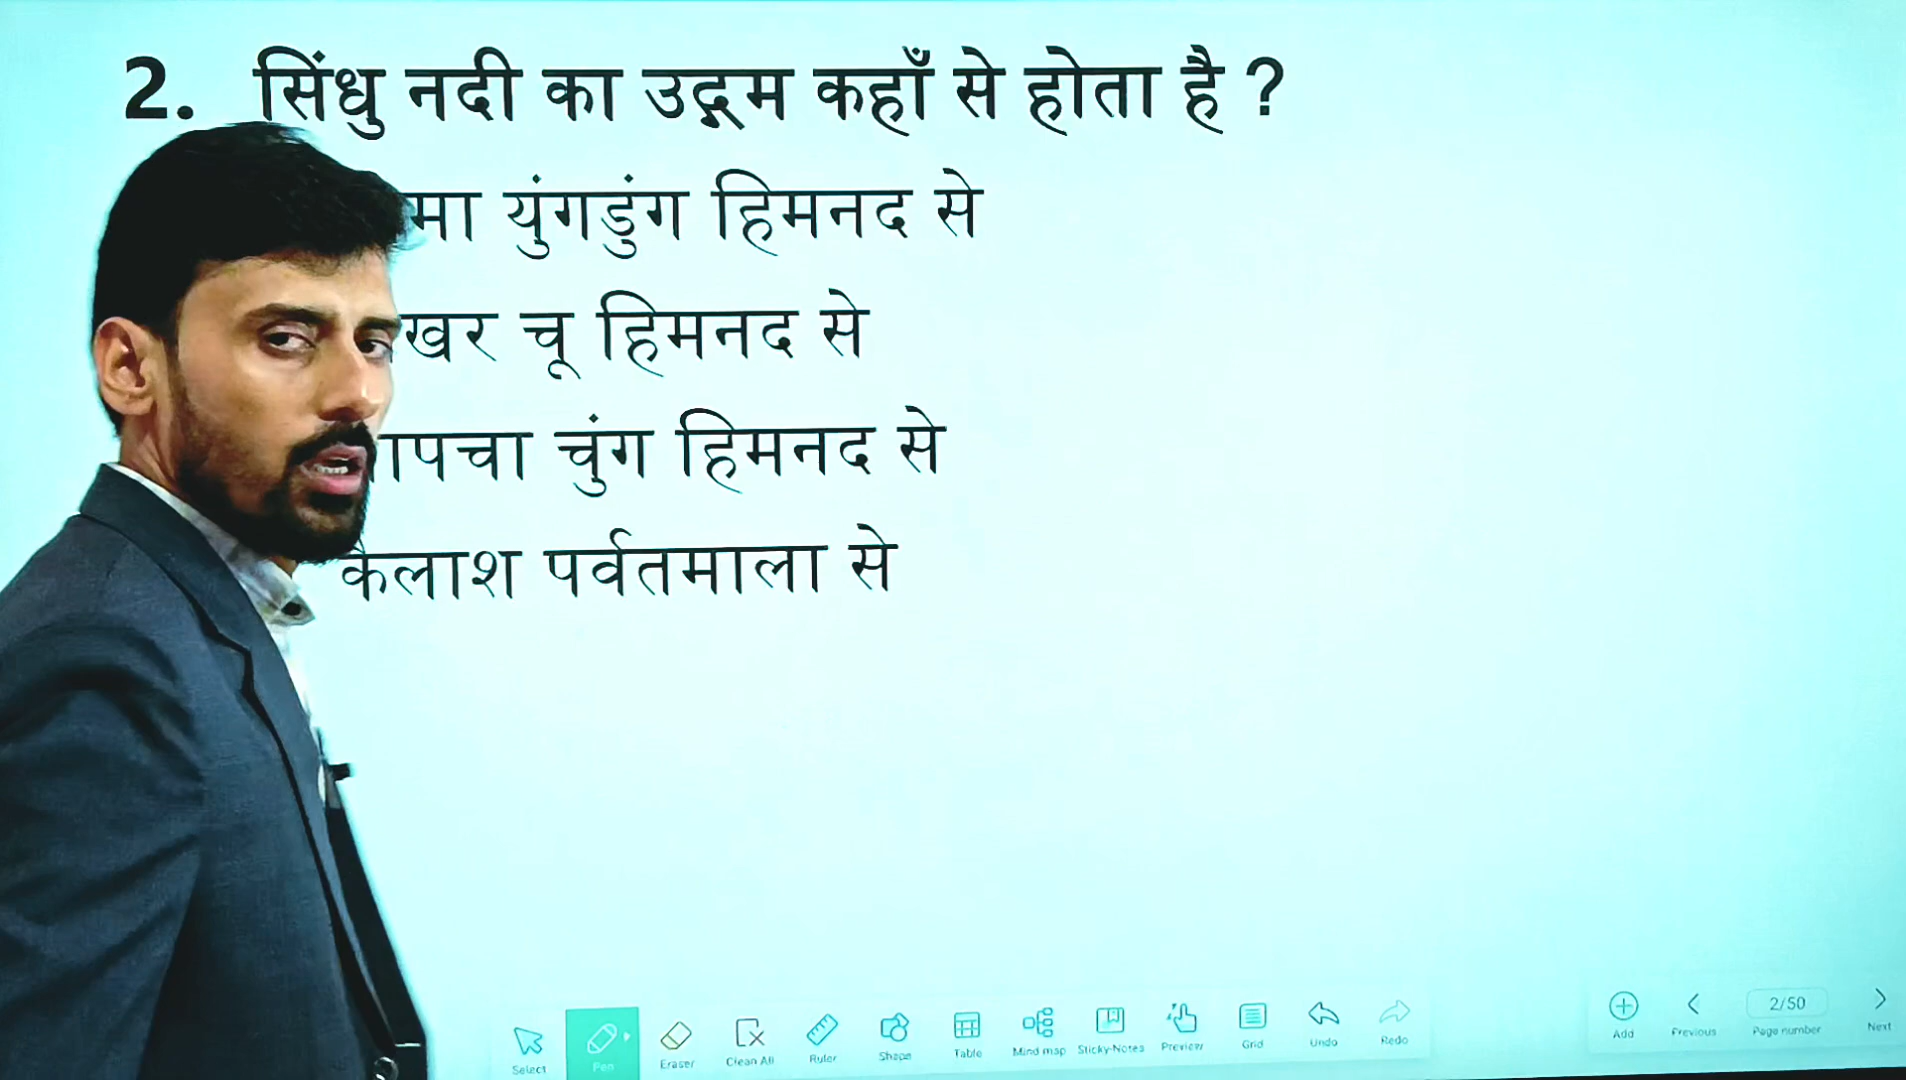 2. सिंधु नदी का उद्गम कहाँ से होता है ?
मा युंगडुंग हिमनद से
खर चू हिमनद से
ापचा चुंग हिमनद से
कैलाश पर्वतमाला से
Select Pen Eraser Clean All Ruler Shape Table Mind map Sticky-Notes Preview Grid Undo Redo Add Previous 2/50 Page number Next